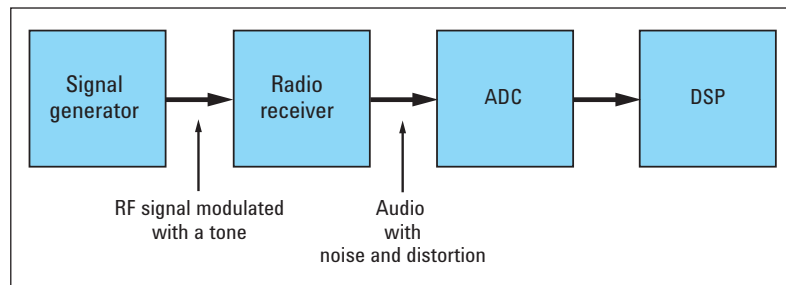 Signal
generator
Radio
receiver
ADC
DSP
RF signal modulated
with a tone
Audio
with
noise and distortion